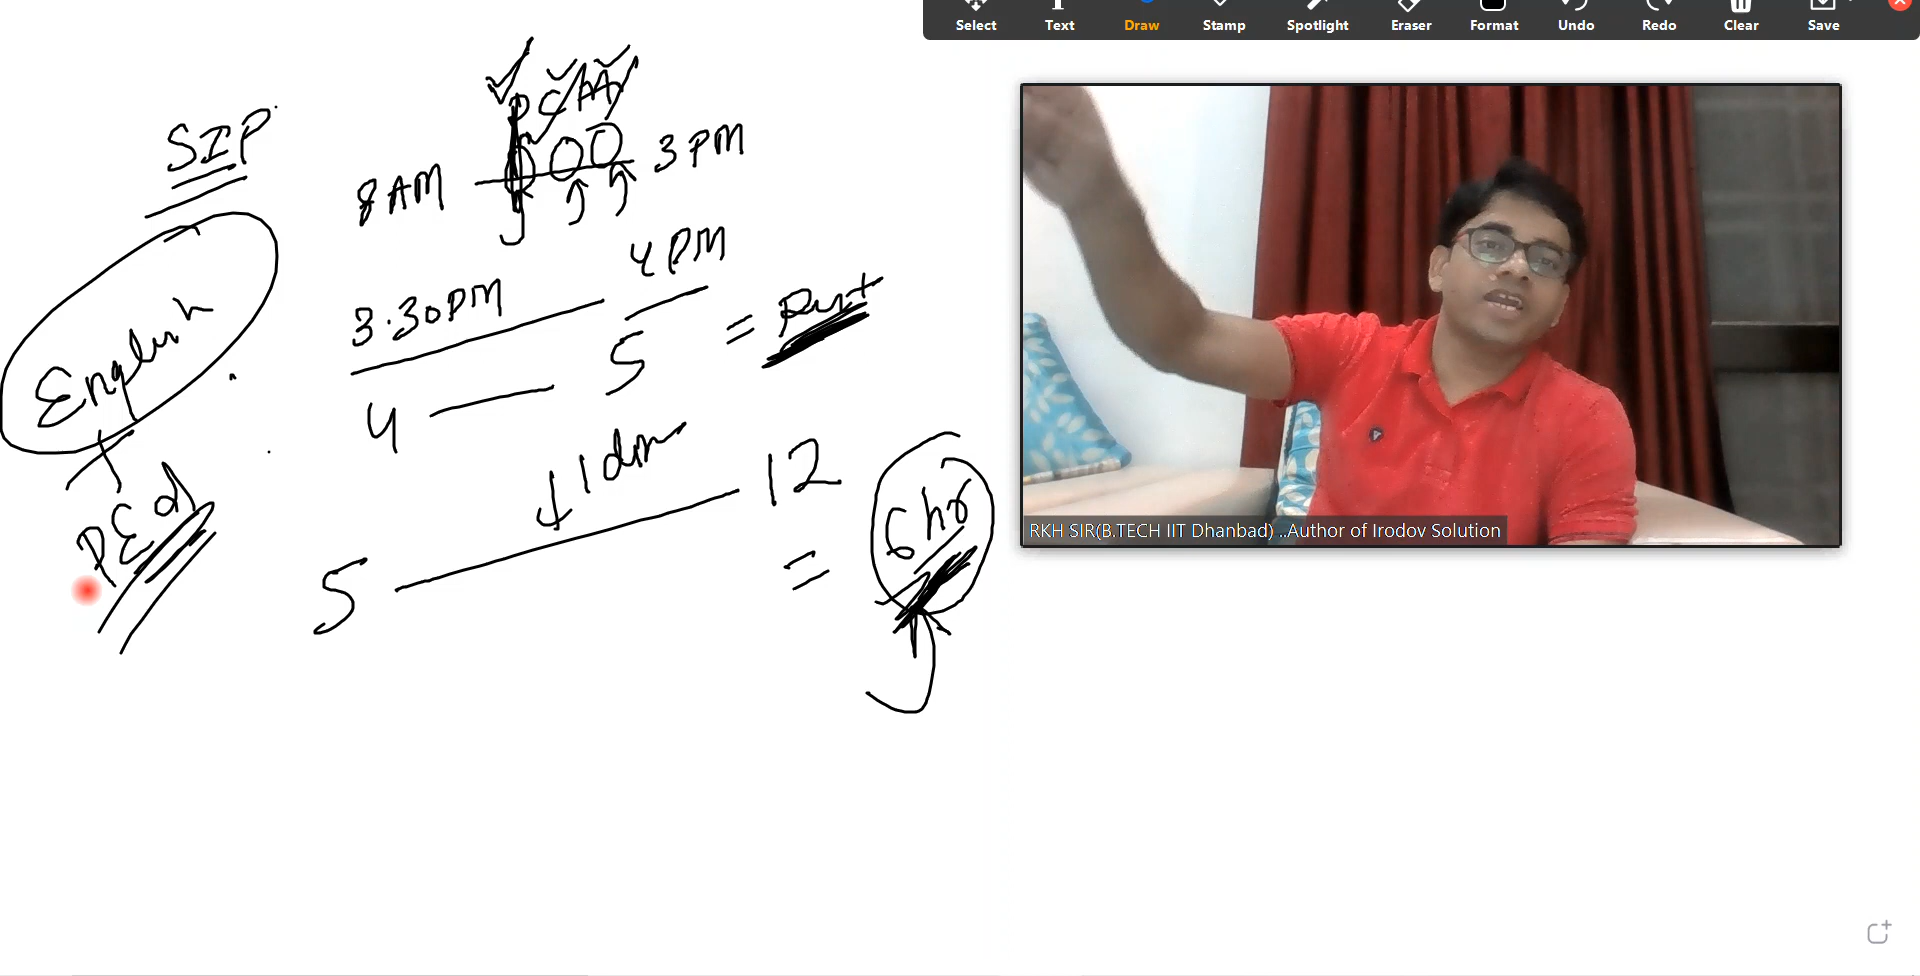 Select Text Draw Stamp Spotlight Eraser Format Undo Redo Clear Save
SIP
PCM
8 AM 3 PM
3.30 PM 4 PM
English
4 5 = Rest
P Ed
5 12 = 6 hr
RKH SIR(B.TECH IIT Dhanbad) ..Author of Irodov Solution